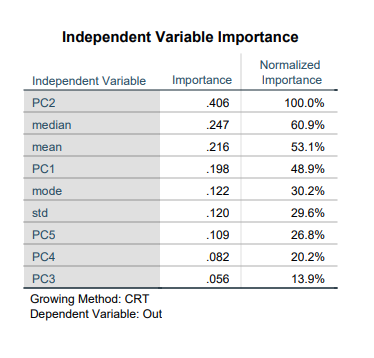 Independent Variable Importance
Independent Variable Importance Normalized Importance
PC2 .406 100.0%
median .247 60.9%
mean .216 53.1%
PC1 .198 48.9%
mode .122 30.2%
std .120 29.6%
PC5 .109 26.8%
PC4 .082 20.2%
PC3 .056 13.9%
Growing Method: CRT
Dependent Variable: Out